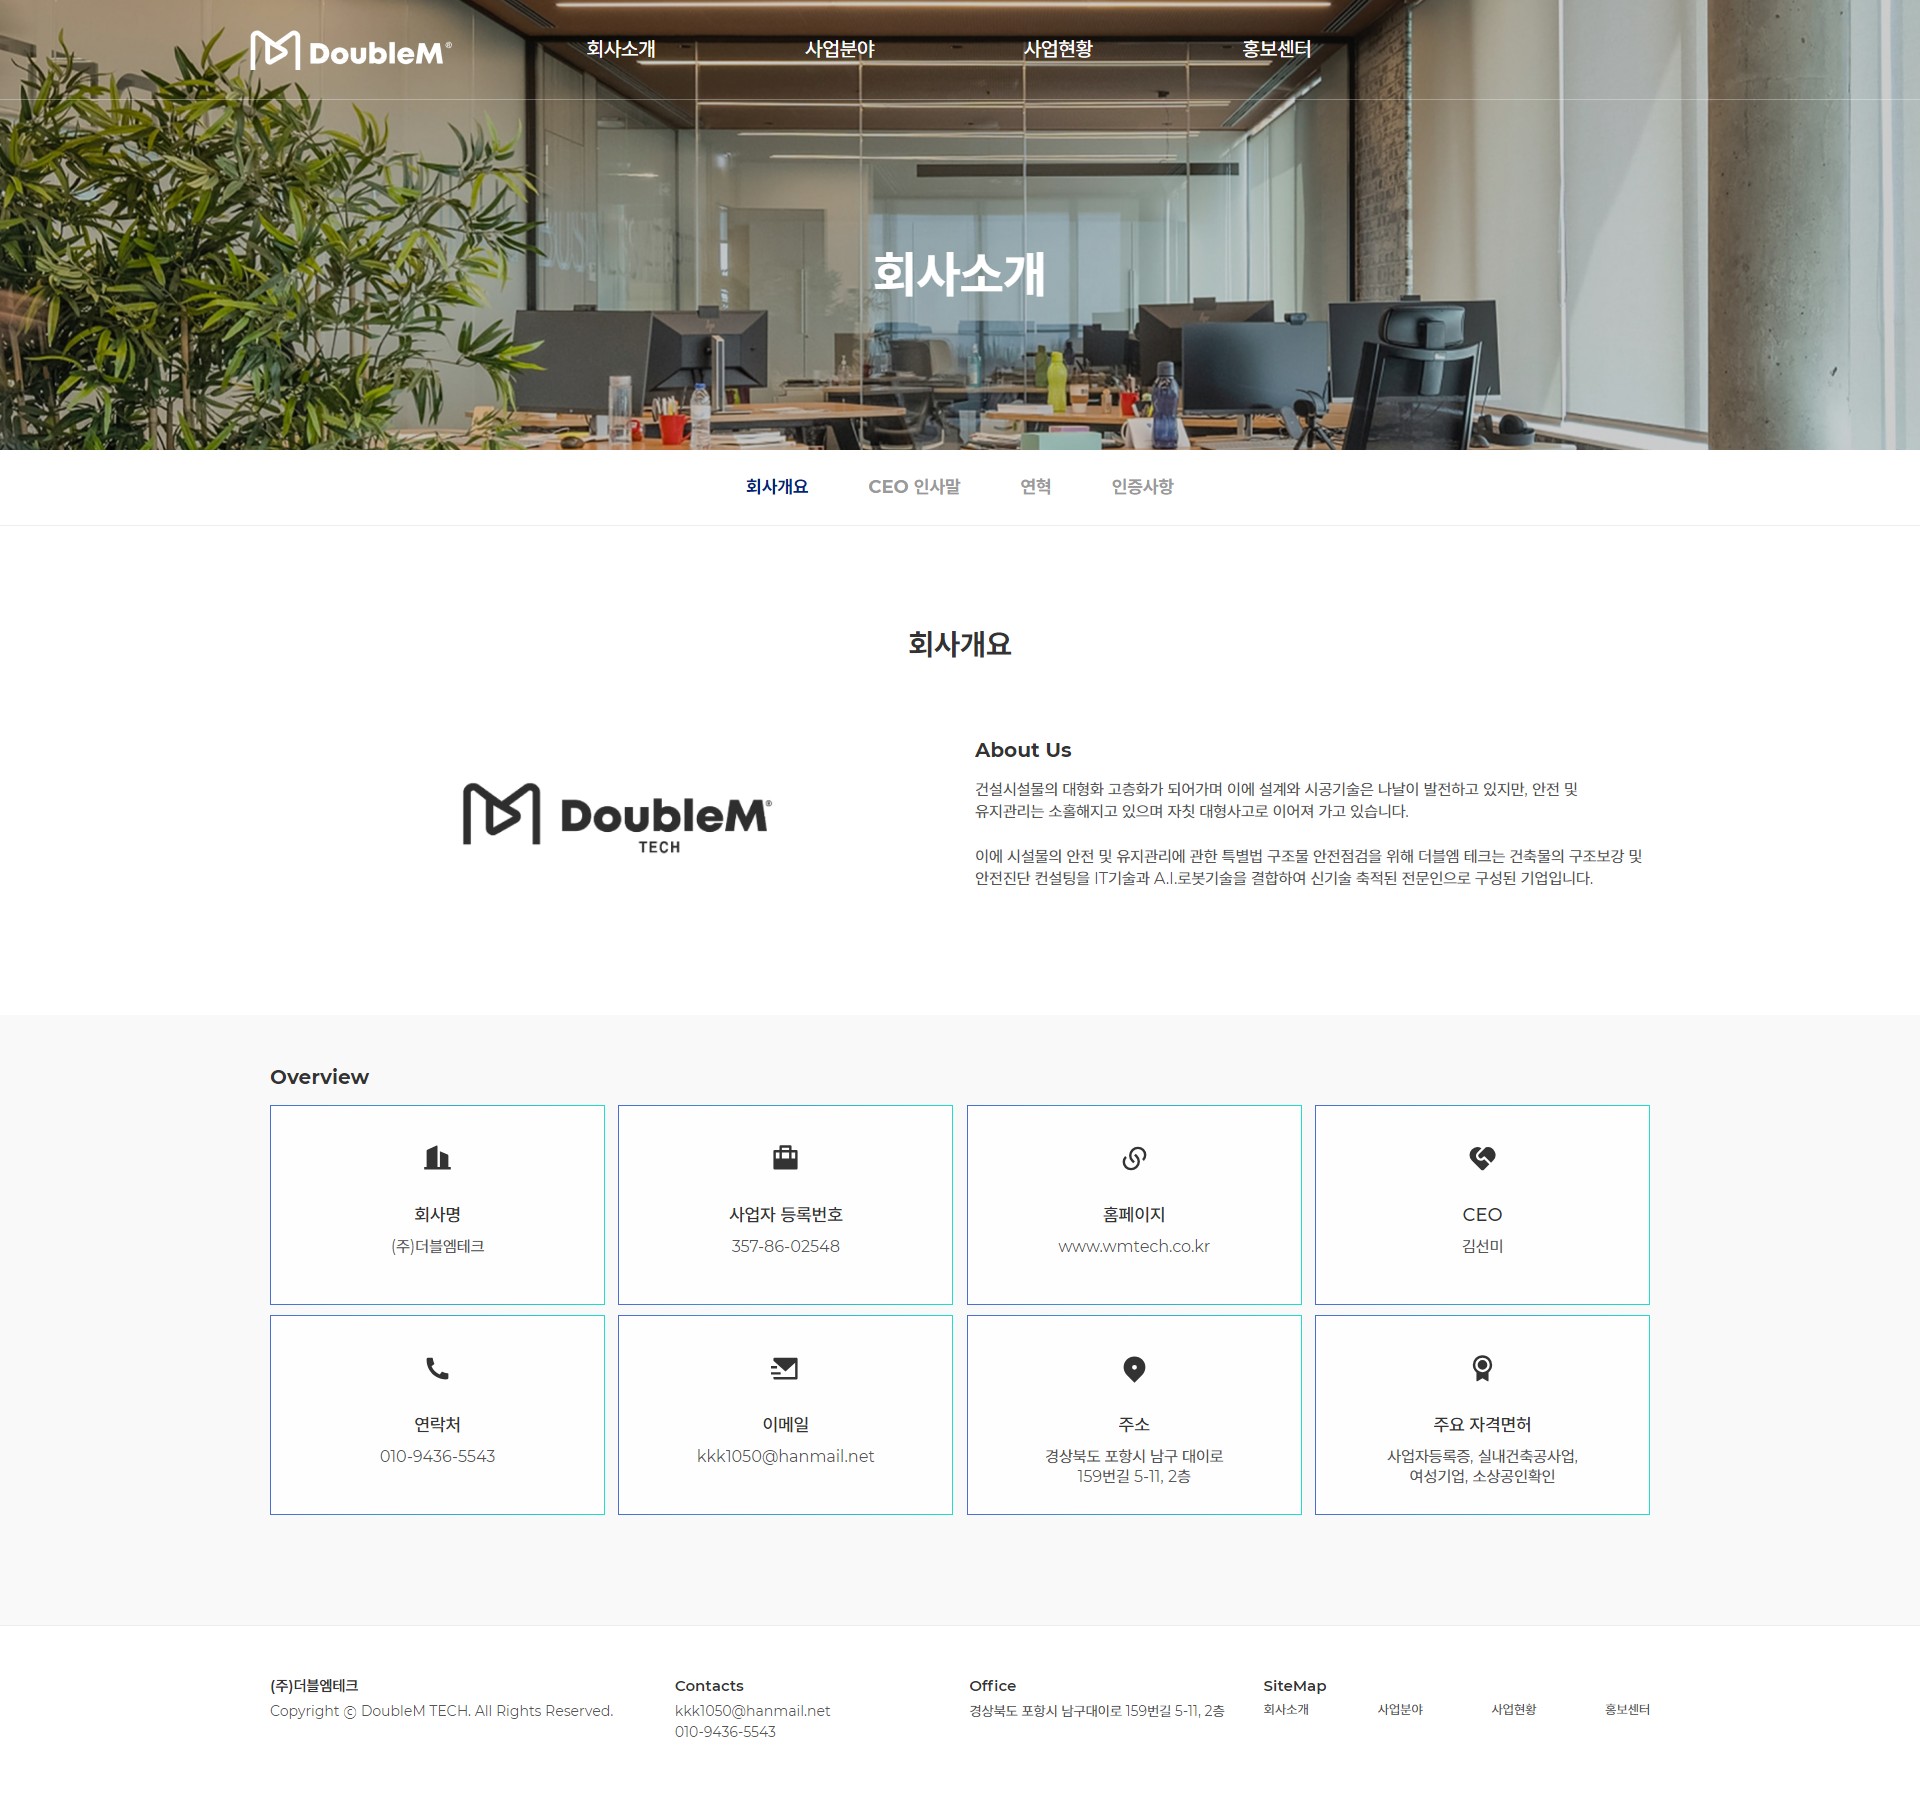 DoubleM®
회사소개
사업분야
사업현황
홍보센터
회사소개
회사개요
CEO 인사말
연혁
인증사항
회사개요
DoubleM®
TECH
About Us
건설시설물의 대형화 고층화가 되어가며 이에 설계와 시공기술은 나날이 발전하고 있지만, 안전 및
유지관리는 소홀해지고 있으며 자칫 대형사고로 이어져 가고 있습니다.
이에 시설물의 안전 및 유지관리에 관한 특별법 구조물 안전점검을 위해 더블엠 테크는 건축물의 구조보강 및
안전진단 컨설팅을 IT기술과 A.I.로봇기술을 결합하여 신기술 축적된 전문인으로 구성된 기업입니다.
Overview
회사명
(주)더블엠테크
사업자 등록번호
357-86-02548
홈페이지
www.wmtech.co.kr
CEO
김선미
연락처
010-9436-5543
이메일
kkk1050@hanmail.net
주소
경상북도 포항시 남구 대이로
159번길 5-11, 2층
주요 자격면허
사업자등록증, 실내건축공사업,
여성기업, 소상공인확인
(주)더블엠테크
Copyright ⓒ DoubleM TECH. All Rights Reserved.
Contacts
kkk1050@hanmail.net
010-9436-5543
Office
경상북도 포항시 남구대이로 159번길 5-11, 2층
SiteMap
회사소개
사업분야
사업현황
홍보센터